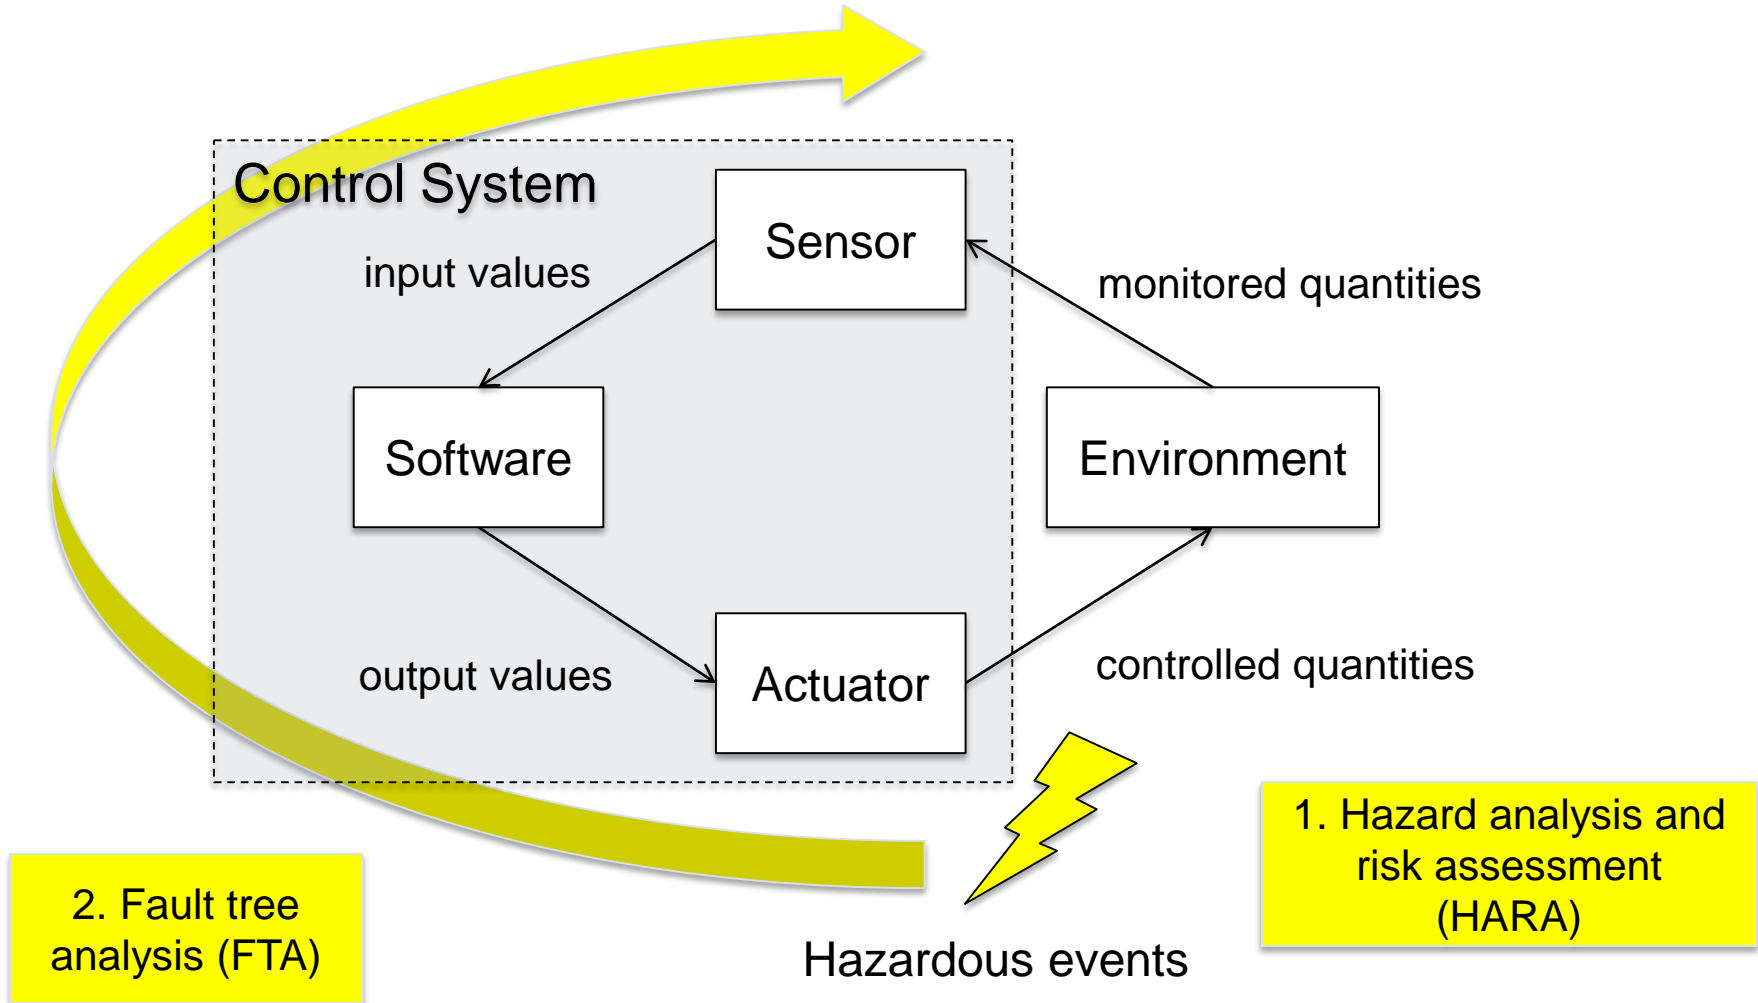 Control System
Sensor
input values
monitored quantities
Software
Environment
output values
Actuator
controlled quantities
1. Hazard analysis and
risk assessment
(HARA)
2. Fault tree
analysis (FTA)
Hazardous events